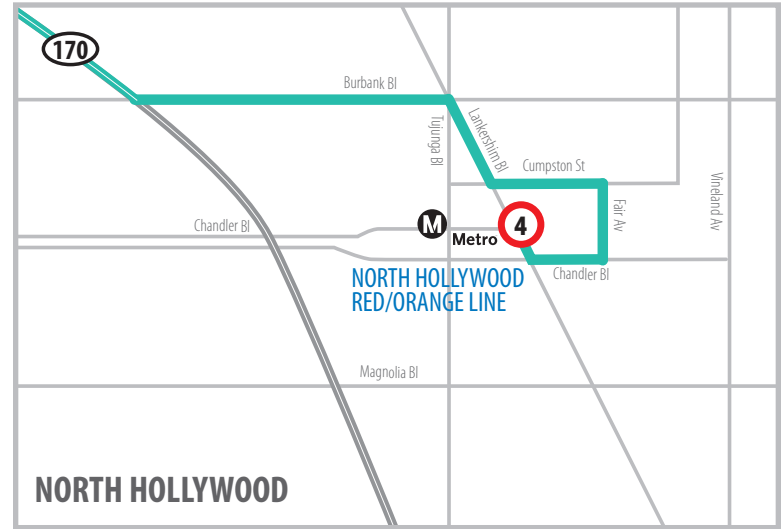 170
Burbank Bl
Tujunga Bl
Lankershim Bl
Cumpston St
Vineland Av
Fair Av
Chandler Bl
M
Metro
4
Chandler Bl
NORTH HOLLYWOOD
RED/ORANGE LINE
Magnolia Bl
NORTH HOLLYWOOD